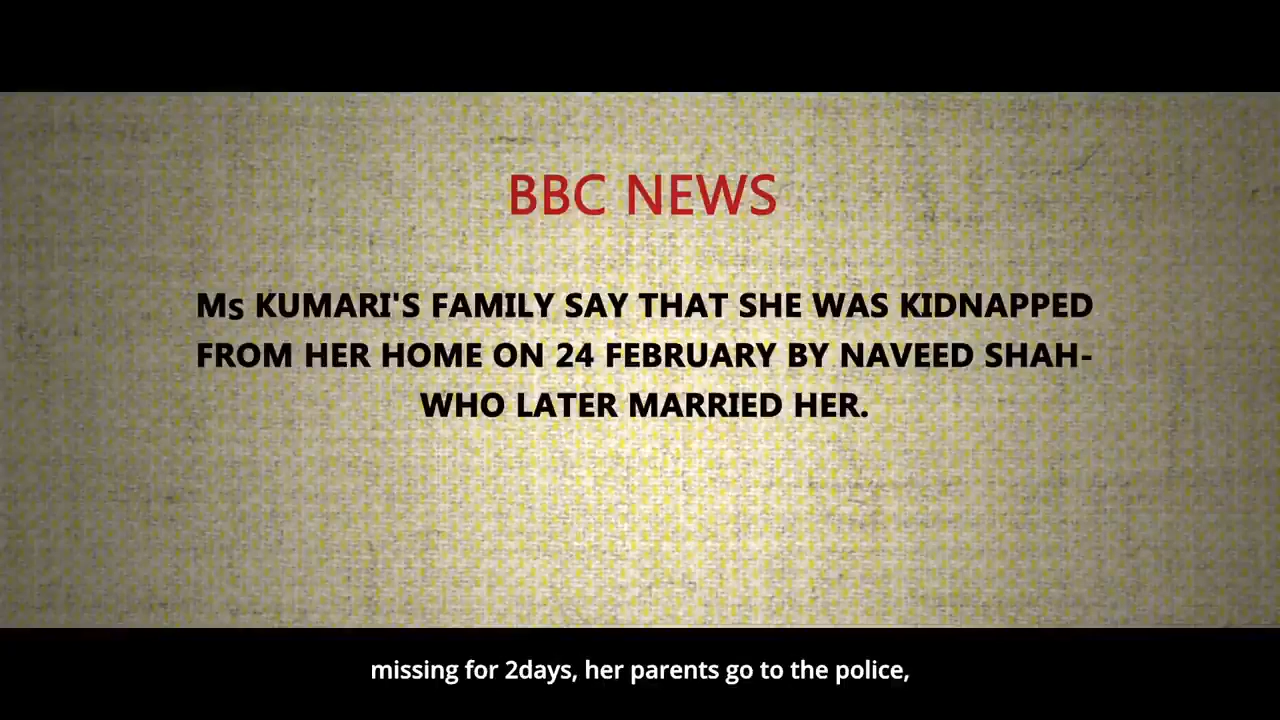 BBC NEWS
Ms KUMARI'S FAMILY SAY THAT SHE WAS KIDNAPPED
FROM HER HOME ON 24 FEBRUARY BY NAVEED SHAH-
WHO LATER MARRIED HER.
missing for 2days, her parents go to the police,